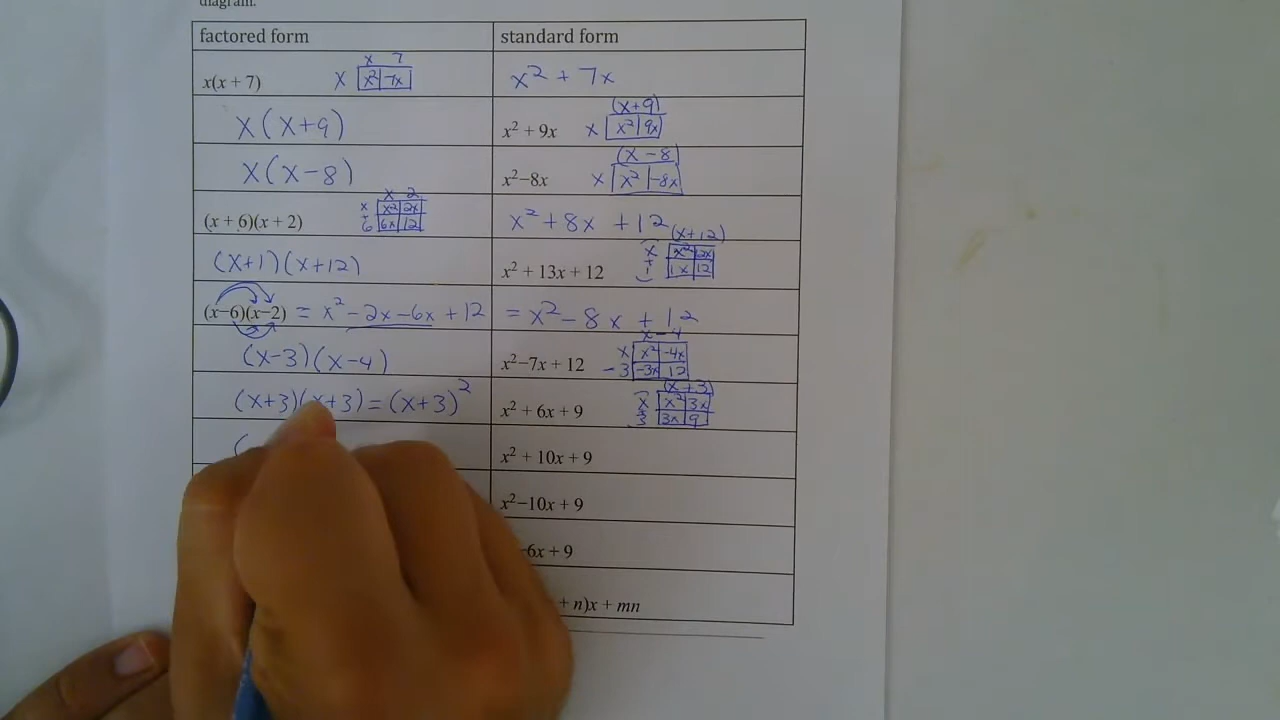 diagram.
factored form standard form
x(x + 7) x 7 x x² 7x x² + 7x
x(x+9) x² + 9x (x+9) x x² 9x
x(x-8) x²−8x (x-8) x x² -8x
(x + 6)(x + 2) x 2 x x² 2x 6 6x 12 x²+8x+12
(x+1)(x+12) x² + 13x + 12 (x+12) x + 1 x² 12x 1x 12
(x−6)(x−2) = x²-2x-6x+12 = x²-8x+12
(x-3)(x-4) x²−7x + 12 x-4 x -3 x² -4x -3x 12
(x+3)(x+3)=(x+3)² x² + 6x + 9 (x+3) x 3 x² 3x 3x 9
( x² + 10x + 9
x²−10x + 9
−6x + 9
+ n)x + mn